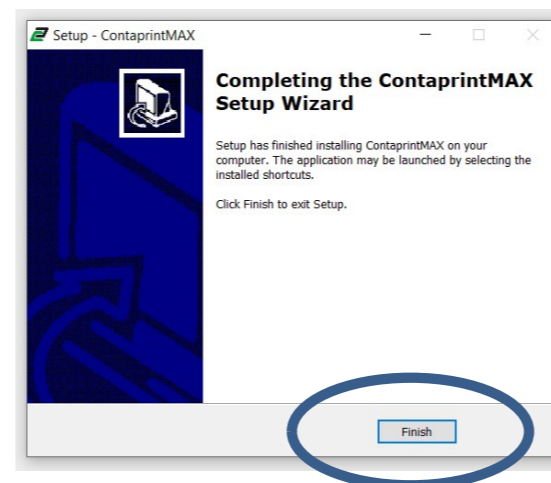 Setup - ContaprintMAX
Completing the ContaprintMAX
Setup Wizard
Setup has finished installing ContaprintMAX on your
computer. The application may be launched by selecting the
installed shortcuts.
Click Finish to exit Setup.
Finish